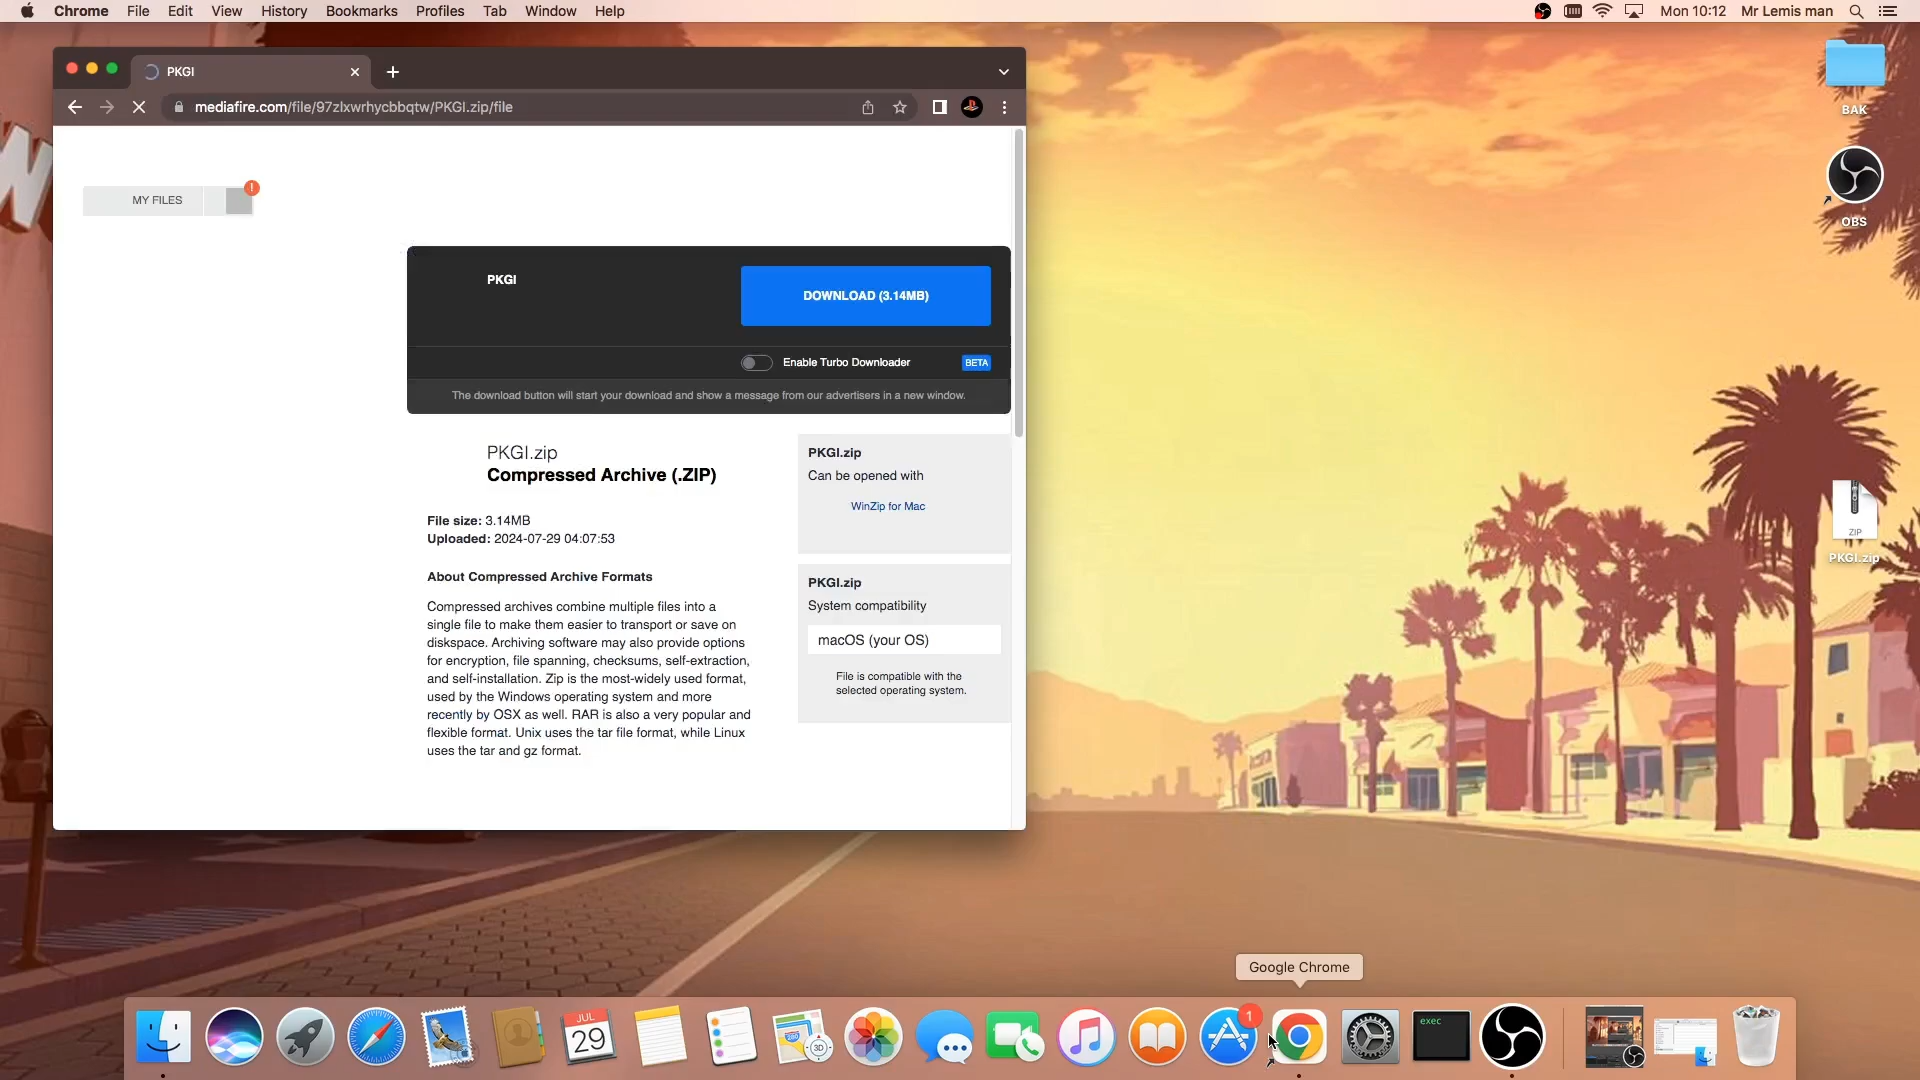 Chrome File Edit View History Bookmarks Profiles Tab Window Help
Mon 10:12 Mr Lemis man
PKGI
mediafire.com/file/97zlxwrhycbbqtw/PKGI.zip/file
MY FILES
!
PKGI
DOWNLOAD (3.14MB)
Enable Turbo Downloader
BETA
The download button will start your download and show a message from our advertisers in a new window.
PKGI.zip
Compressed Archive (.ZIP)
File size: 3.14MB
Uploaded: 2024-07-29 04:07:53
About Compressed Archive Formats
Compressed archives combine multiple files into a
single file to make them easier to transport or save on
diskspace. Archiving software may also provide options
for encryption, file spanning, checksums, self-extraction,
and self-installation. Zip is the most-widely used format,
used by the Windows operating system and more
recently by OSX as well. RAR is also a very popular and
flexible format. Unix uses the tar file format, while Linux
uses the tar and gz format.
PKGI.zip
Can be opened with
WinZip for Mac
PKGI.zip
System compatibility
macOS (your OS)
File is compatible with the
selected operating system.
BAK
OBS
ZIP
PKGI.zip
Google Chrome
JUL
29
280
3D
1
exec